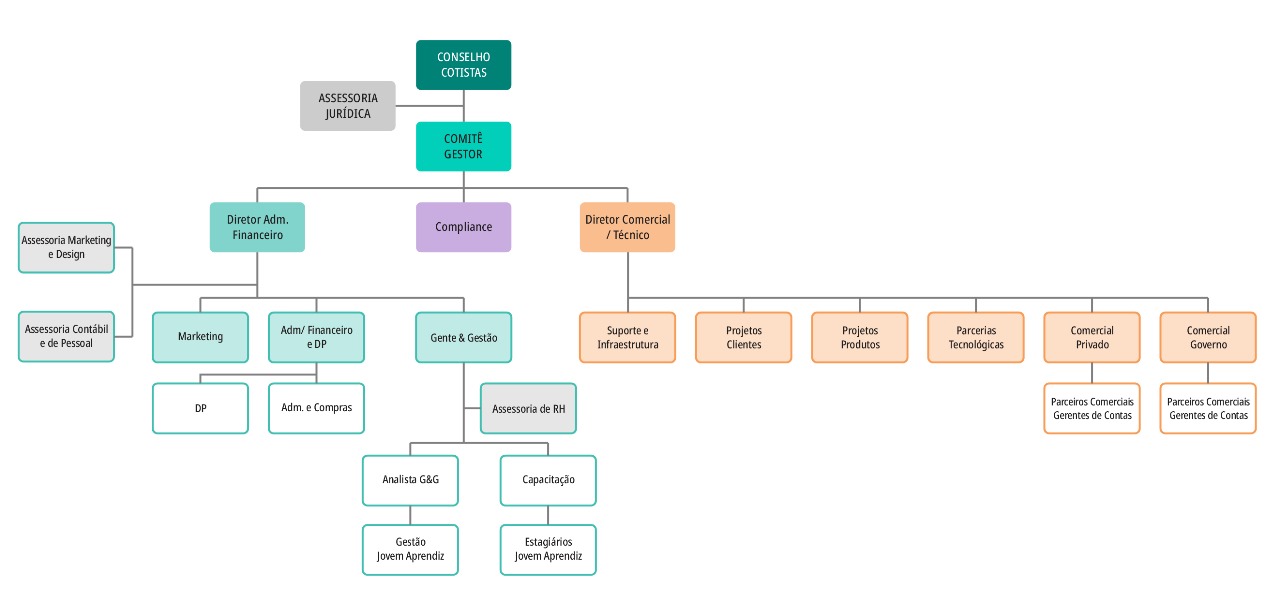 CONSELHO
COTISTAS
ASSESSORIA
JURÍDICA
COMITÊ
GESTOR
Diretor Adm.
Financeiro
Compliance
Diretor Comercial
/ Técnico
Assessoria Marketing
e Design
Assessoria Contábil
e de Pessoal
Marketing
Adm/ Financeiro
e DP
Gente & Gestão
Suporte e
Infraestrutura
Projetos
Clientes
Projetos
Produtos
Parcerias
Tecnológicas
Comercial
Privado
Comercial
Governo
DP
Adm. e Compras
Assessoria de RH
Parceiros Comerciais
Gerentes de Contas
Parceiros Comerciais
Gerentes de Contas
Analista G&G
Capacitação
Gestão
Jovem Aprendiz
Estagiários
Jovem Aprendiz